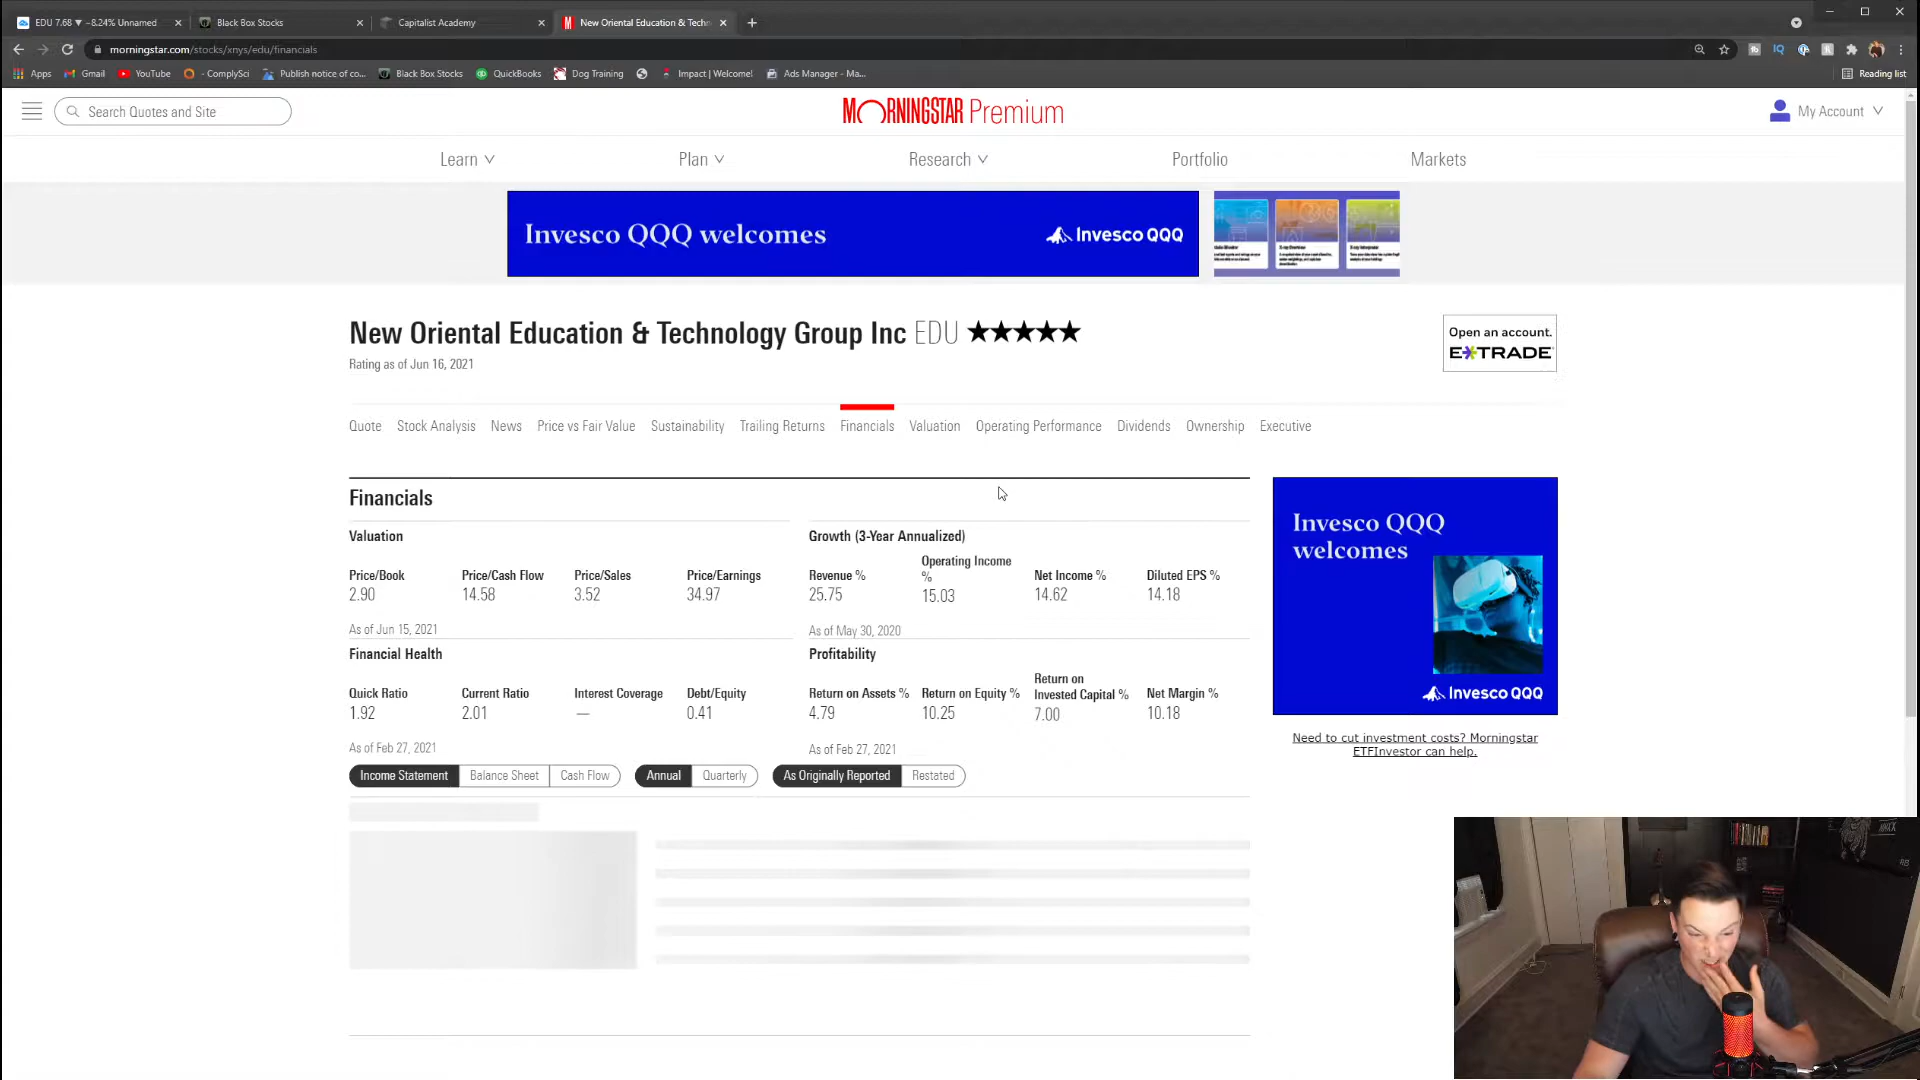 EDU 7.68 ▼ −8.24% Unnamed
Black Box Stocks
Capitalist Academy
New Oriental Education & Techn
morningstar.com/stocks/xnys/edu/financials
Apps
Gmail
YouTube
- ComplySci
Publish notice of co...
Black Box Stocks
QuickBooks
Dog Training
Impact | Welcome!
Ads Manager - Ma...
Reading list
Search Quotes and Site
MORNINGSTAR Premium
My Account
Learn
Plan
Research
Portfolio
Markets
Invesco QQQ welcomes
Invesco QQQ
New Oriental Education & Technology Group Inc EDU ★★★★★
Rating as of Jun 16, 2021
Open an account.
E*TRADE
Quote
Stock Analysis
News
Price vs Fair Value
Sustainability
Trailing Returns
Financials
Valuation
Operating Performance
Dividends
Ownership
Executive
Financials
Valuation
Price/Book
Price/Cash Flow
Price/Sales
Price/Earnings
2.90
14.58
3.52
34.97
As of Jun 15, 2021
Growth (3-Year Annualized)
Revenue %
Operating Income
%
Net Income %
Diluted EPS %
25.75
15.03
14.62
14.18
As of May 30, 2020
Financial Health
Quick Ratio
Current Ratio
Interest Coverage
Debt/Equity
1.92
2.01
—
0.41
As of Feb 27, 2021
Profitability
Return on Assets %
Return on Equity %
Return on
Invested Capital %
Net Margin %
4.79
10.25
7.00
10.18
As of Feb 27, 2021
Income Statement
Balance Sheet
Cash Flow
Annual
Quarterly
As Originally Reported
Restated
Invesco QQQ
welcomes
Invesco QQQ
Need to cut investment costs? Morningstar
ETFInvestor can help.